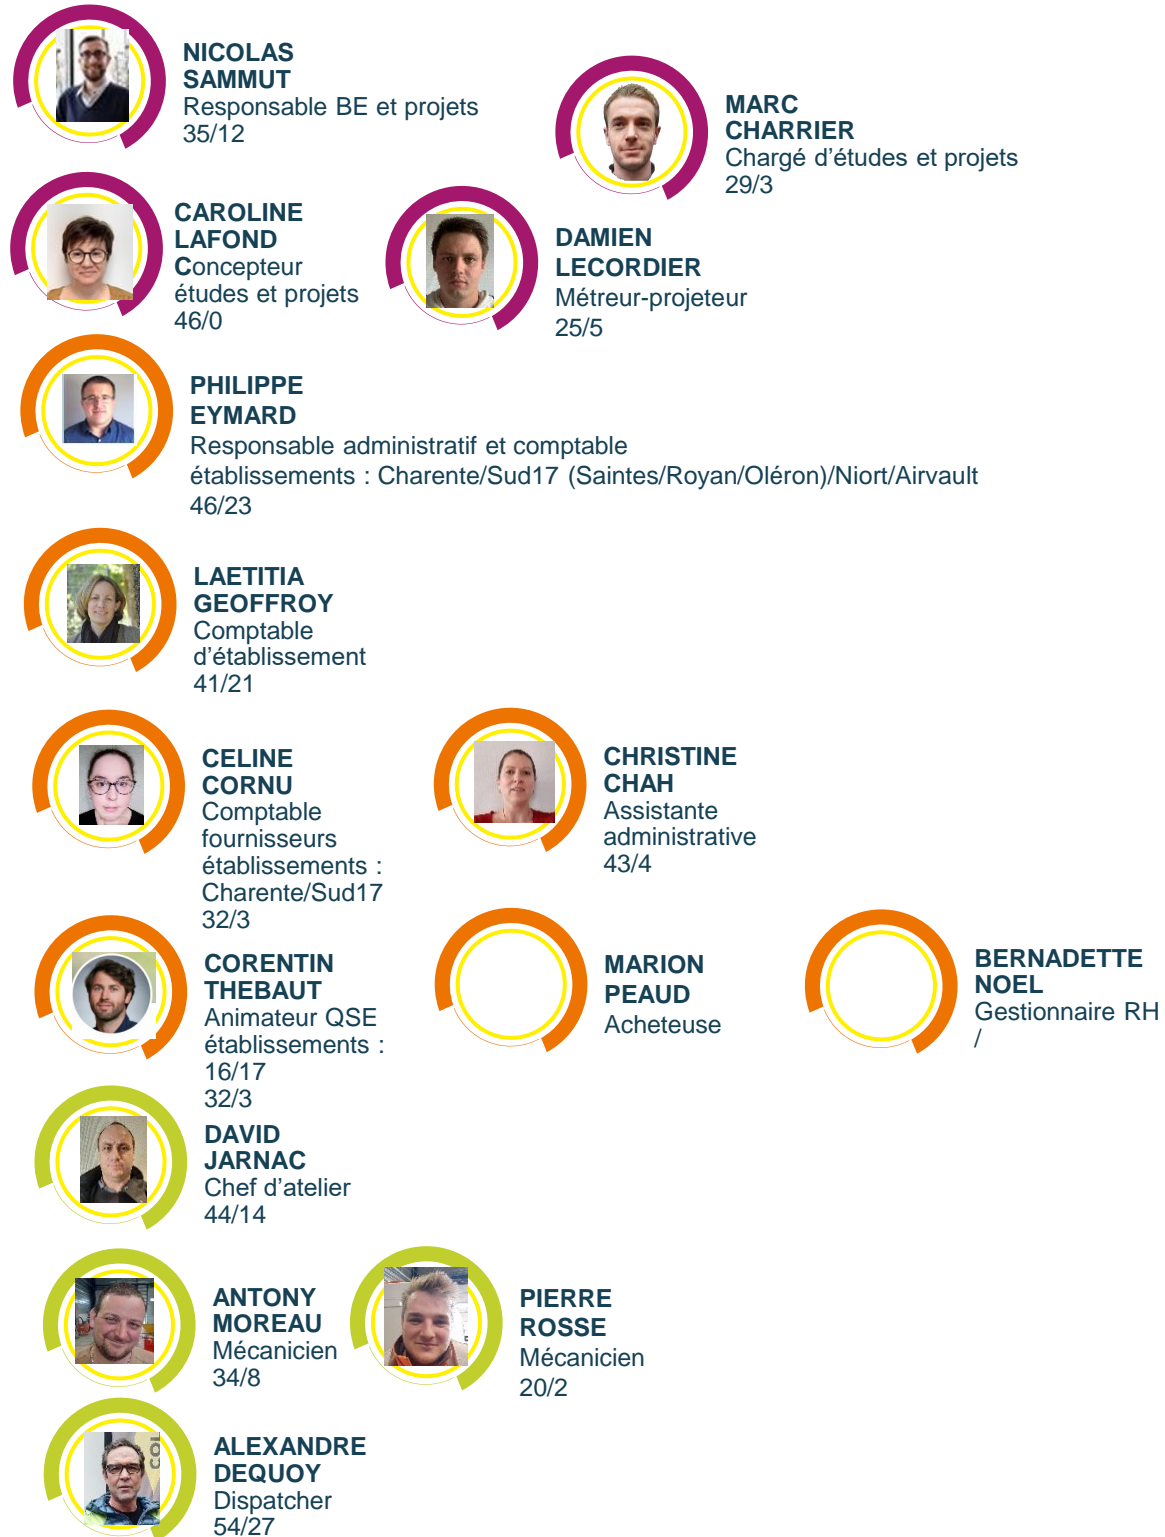 NICOLAS
SAMMUT
Responsable BE et projets
35/12
MARC
CHARRIER
Chargé d’études et projets
29/3
CAROLINE
LAFOND
Concepteur
études et projets
46/0
DAMIEN
LECORDIER
Métreur-projeteur
25/5
PHILIPPE
EYMARD
Responsable administratif et comptable
établissements : Charente/Sud17 (Saintes/Royan/Oléron)/Niort/Airvault
46/23
LAETITIA
GEOFFROY
Comptable
d’établissement
41/21
CELINE
CORNU
Comptable
fournisseurs
établissements :
Charente/Sud17
32/3
CHRISTINE
CHAH
Assistante
administrative
43/4
CORENTIN
THEBAUT
Animateur QSE
établissements :
16/17
32/3
MARION
PEAUD
Acheteuse
BERNADETTE
NOEL
Gestionnaire RH
/
DAVID
JARNAC
Chef d’atelier
44/14
ANTONY
MOREAU
Mécanicien
34/8
PIERRE
ROSSE
Mécanicien
20/2
COL
ALEXANDRE
DEQUOY
Dispatcher
54/27